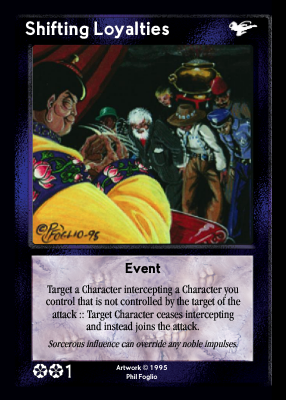 Shifting Loyalties
©PFOGLIO-95
Event
Target a Character intercepting a Character you
control that is not controlled by the target of the
attack :: Target Character ceases intercepting
and instead joins the attack.
Sorcerous influence can override any noble impulses.
1
Artwork © 1995
Phil Foglio